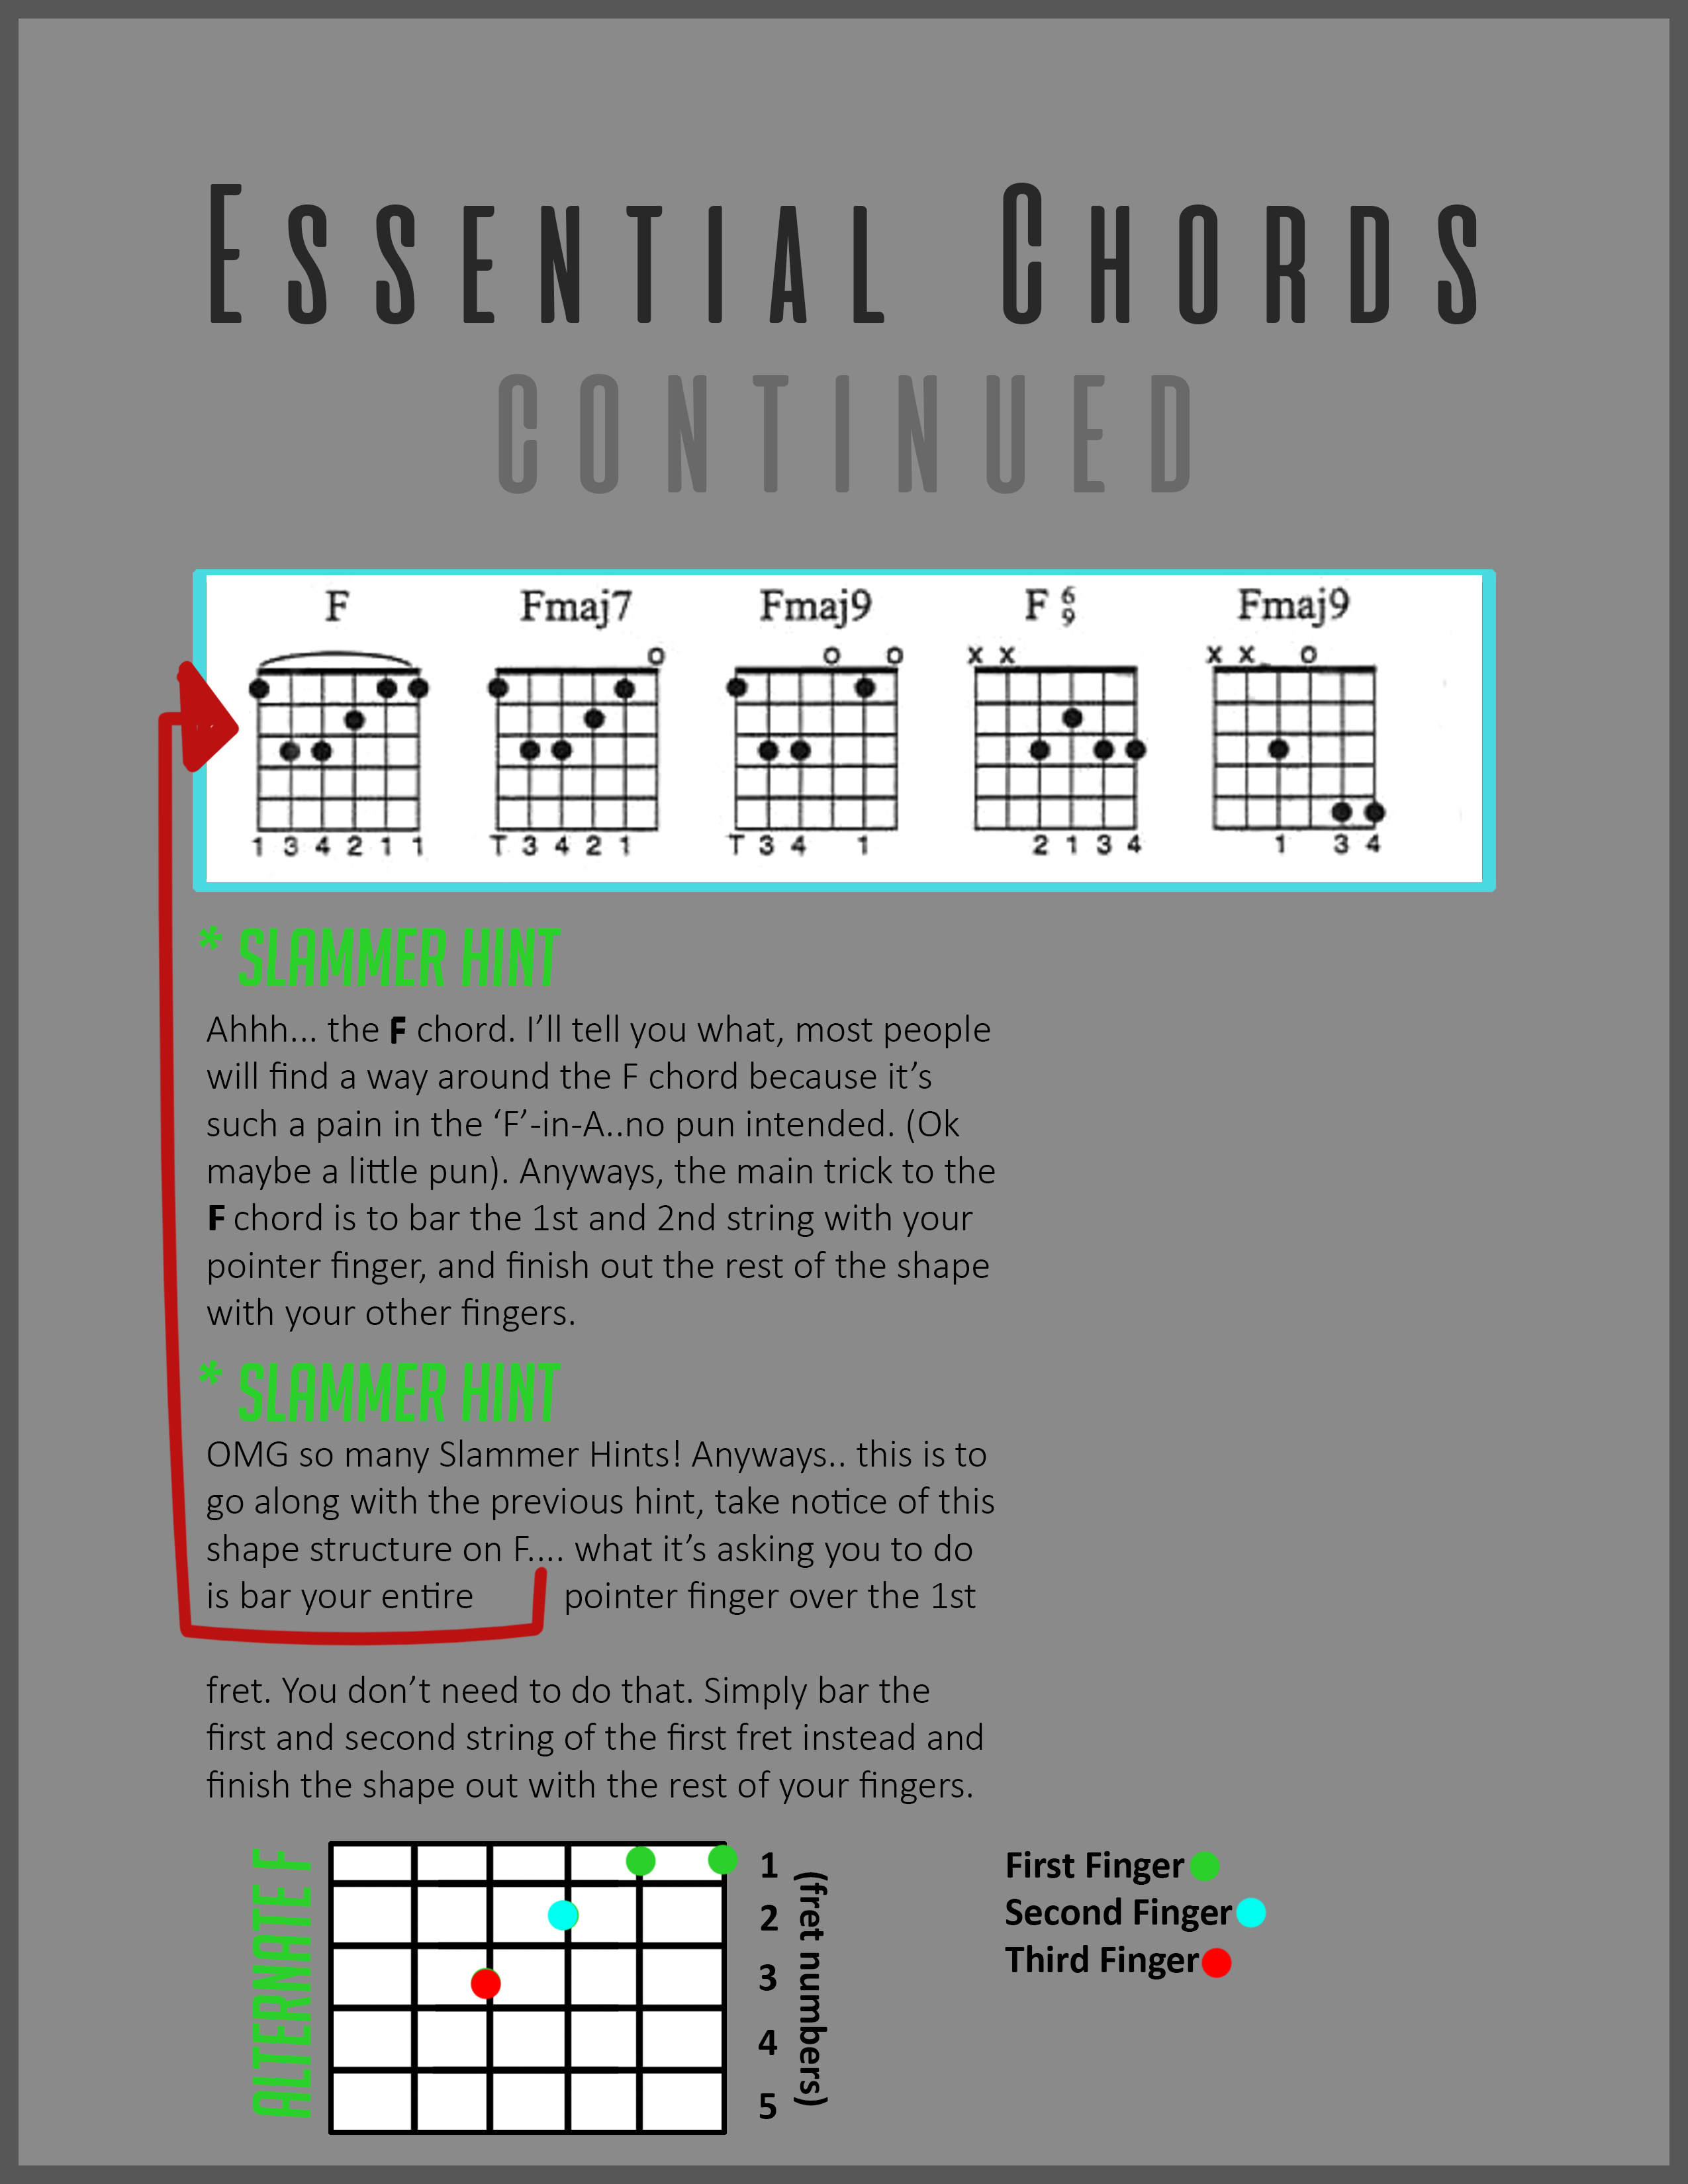 ESSENTIAL CHORDS
CONTINUED
F Fmaj7 Fmaj9 F 6 9 Fmaj9
o o o x x x x o
1 3 4 2 1 1 T 3 4 2 1 T 3 4 1 2 1 3 4 1 3 4
* SLAMMER HINT
Ahhh... the F chord. I’ll tell you what, most people
will find a way around the F chord because it’s
such a pain in the ‘F’-in-A..no pun intended. (Ok
maybe a little pun). Anyways, the main trick to the
F chord is to bar the 1st and 2nd string with your
pointer finger, and finish out the rest of the shape
with your other fingers.
* SLAMMER HINT
OMG so many Slammer Hints! Anyways.. this is to
go along with the previous hint, take notice of this
shape structure on F.... what it’s asking you to do
is bar your entire pointer finger over the 1st
fret. You don’t need to do that. Simply bar the
first and second string of the first fret instead and
finish the shape out with the rest of your fingers.
ALTERNATE F
1
2
3
4
5
(fret numbers)
First Finger
Second Finger
Third Finger